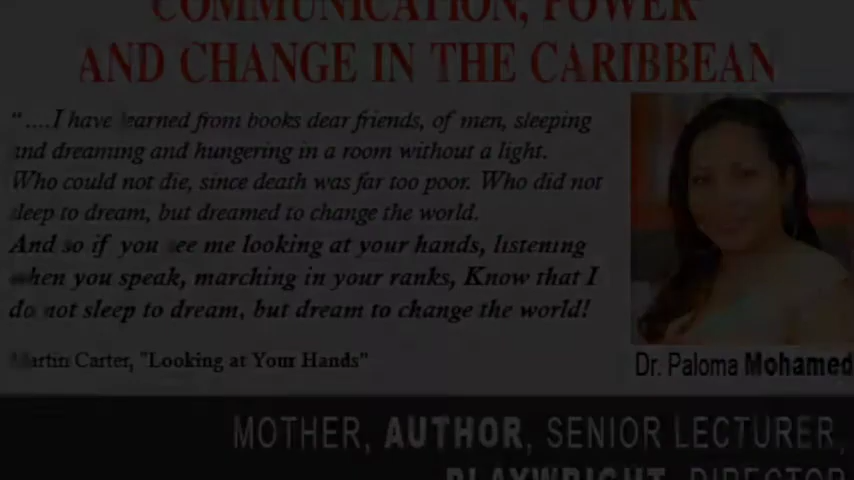 COMMUNICATION, POWER
AND CHANGE IN THE CARIBBEAN
"....I have learned from books dear friends, of men, sleeping
and dreaming and hungering in a room without a light.
Who could not die, since death was far too poor. Who did not
sleep to dream, but dreamed to change the world.
And so if you see me looking at your hands, listening
when you speak, marching in your ranks, Know that I
do not sleep to dream, but dream to change the world!
Martin Carter, "Looking at Your Hands"
Dr. Paloma Mohamed
MOTHER, AUTHOR, SENIOR LECTURER,
PLAYWRIGHT, DIRECTOR